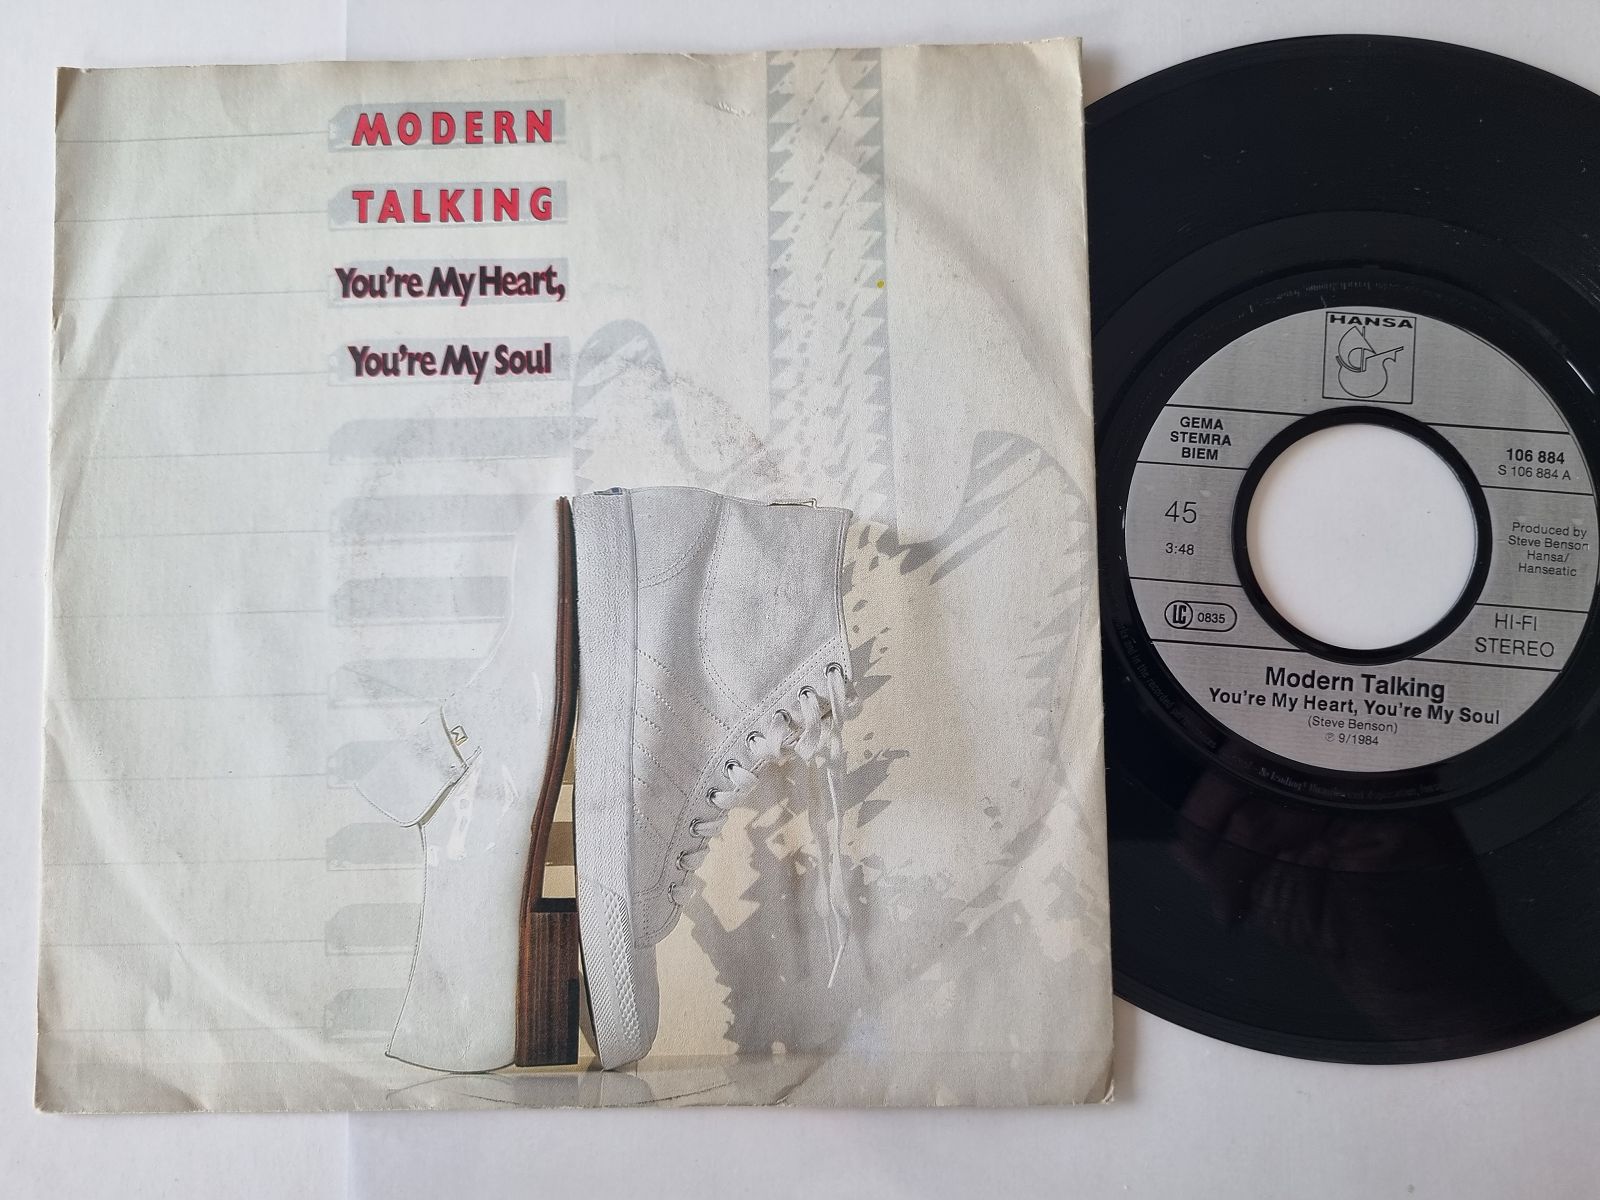 MODERN
TALKING
You're My Heart,
You're My Soul
HANSA
GEMA
STEMRA
BIEM
106 884
S 106 884 A
45
3:48
Produced by
Steve Benson
Hansa/
Hanseatic
LC 0835
HI-FI
STEREO
Modern Talking
You're My Heart, You're My Soul
(Steve Benson)
℗ 9/1984